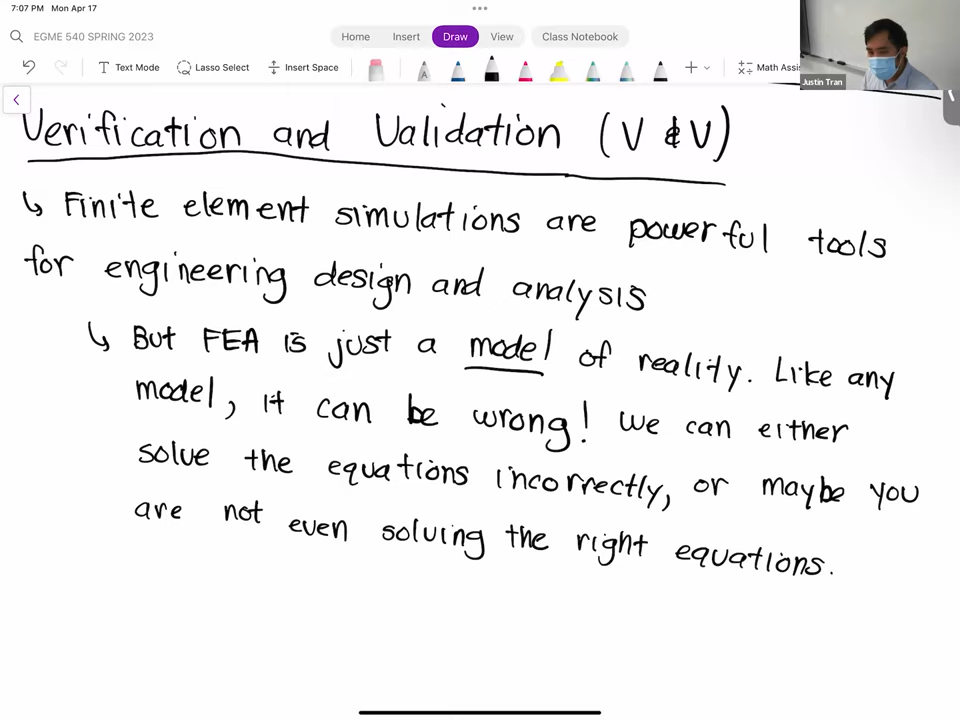 7:07 PM Mon Apr 17
EGME 540 SPRING 2023
Home Insert Draw View Class Notebook
Text Mode Lasso Select Insert Space Math Assis
Justin Tran
Verification and Validation (V & V)
↳ Finite element simulations are powerful tools
for engineering design and analysis
↳ But FEA is just a model of reality. Like any
model, it can be wrong! We can either
solve the equations incorrectly, or maybe you
are not even solving the right equations.